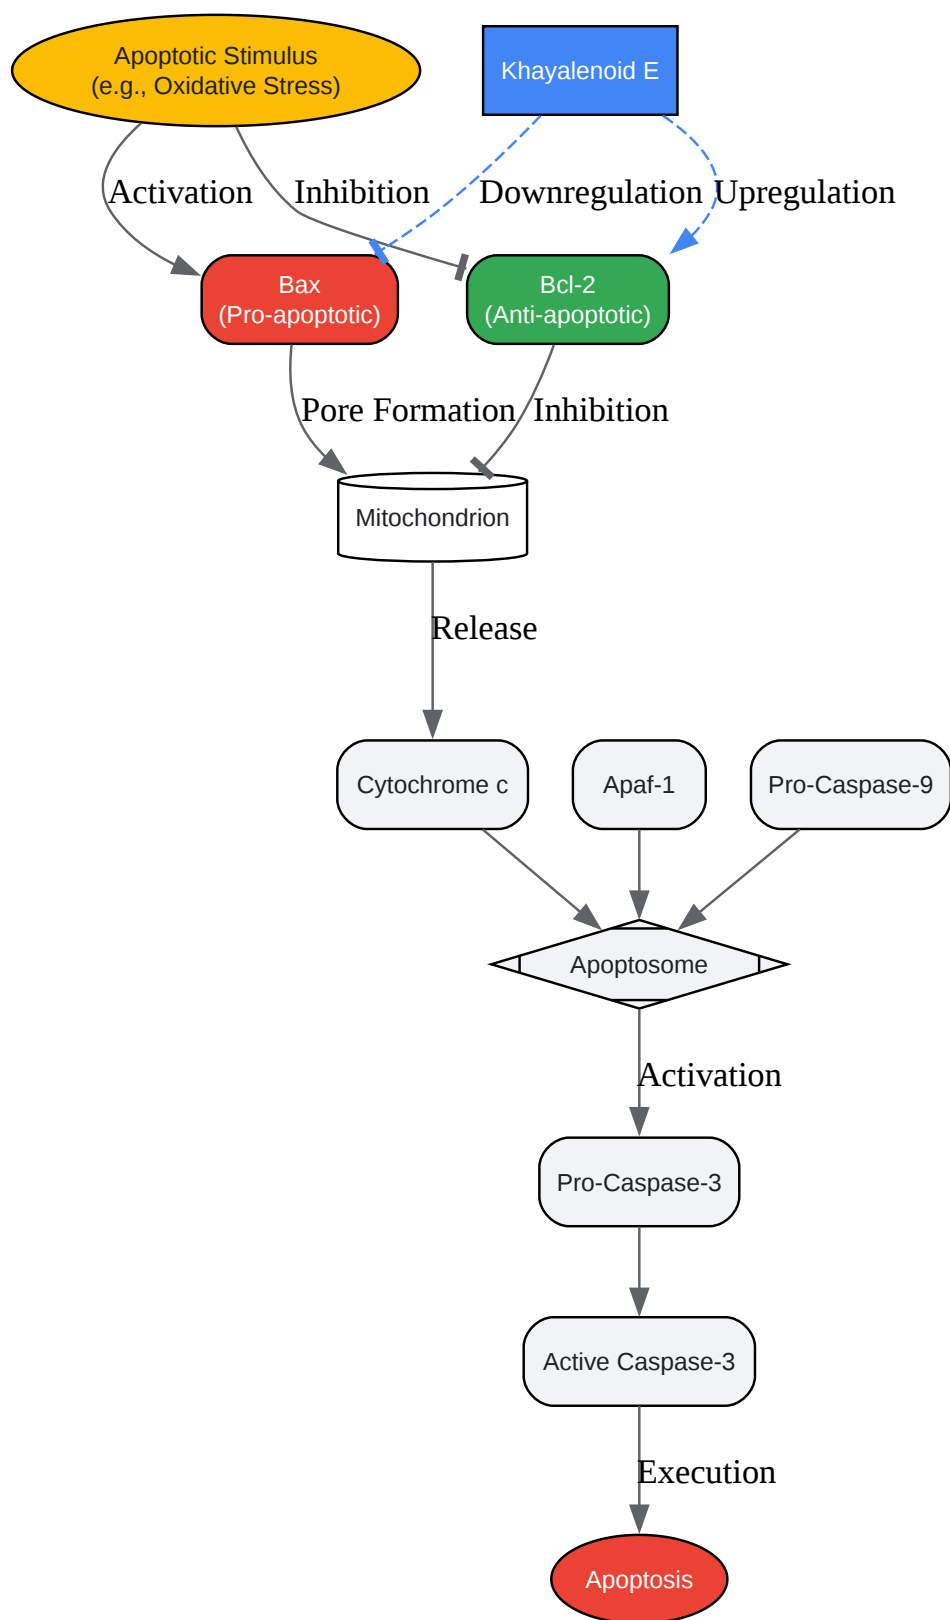 Apoptotic Stimulus
(e.g., Oxidative Stress)
Khayalenoid E
Activation
Inhibition
Downregulation
Upregulation
Bax
(Pro-apoptotic)
Bcl-2
(Anti-apoptotic)
Pore Formation
Inhibition
Mitochondrion
Release
Cytochrome c
Apaf-1
Pro-Caspase-9
Apoptosome
Activation
Pro-Caspase-3
Active Caspase-3
Execution
Apoptosis